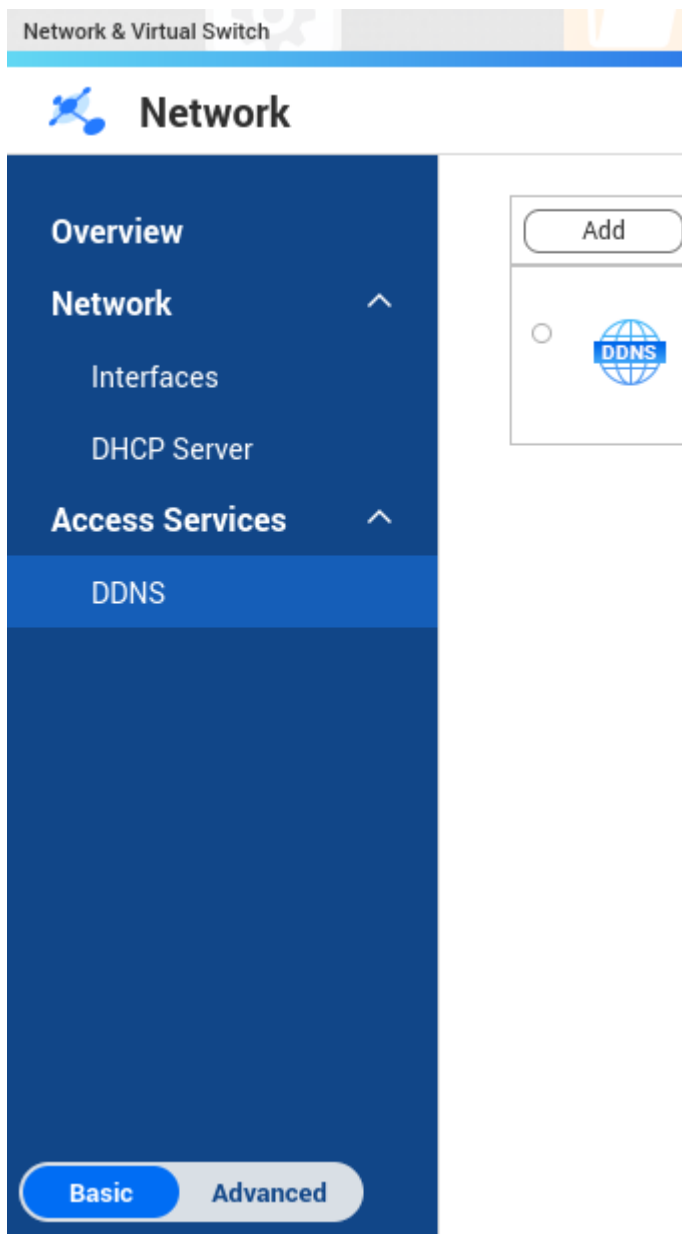 Network & Virtual Switch
Network
Overview
Network
Interfaces
DHCP Server
Access Services
DDNS
Add
DDNS
Basic Advanced